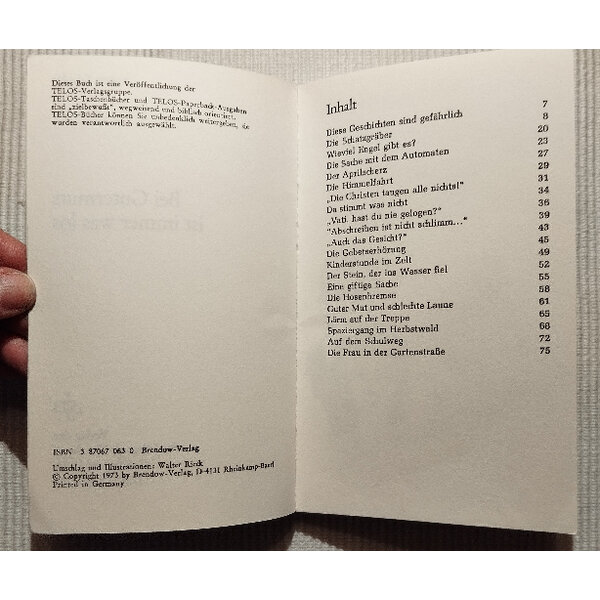 Dieses Buch ist eine Veröffentlichung der
TELOS-Verlagsgruppe.
TELOS-Taschenbücher und TELOS-Paperback-Ausgaben
sind „zielbewußt“, wegweisend und biblisch orientiert.
TELOS-Bücher können Sie unbedenklich weitergeben, sie
wurden verantwortlich ausgewählt.
ISBN 3 87067 063 0 Brendow-Verlag
Umschlag und Illustrationen: Walter Rieck
© Copyright 1975 by Brendow-Verlag, D-4131 Rheinkamp-Baerl
Printed in Germany
Inhalt
Diese Geschichten sind gefährlich 7
Die Schatzgräber 8
Wieviel Engel gibt es? 20
Die Sache mit dem Automaten 23
Der Aprilscherz 27
Die Himmelfahrt 29
„Die Christen taugen alle nichts!“ 31
Da stimmt was nicht 34
„Vati, hast du nie gelogen?“ 36
"Abschreiben ist nicht schlimm..." 39
„Auch das Gesicht?“ 43
Die Gebetserhörung 45
Kinderstunde im Zelt 49
Der Stein, der ins Wasser fiel 52
Eine giftige Sache 55
Die Hosenbremse 58
Guter Mut und schlechte Laune 61
Lärm auf der Treppe 65
Spaziergang im Herbstwald 68
Auf dem Schulweg 72
Die Frau in der Gartenstraße 75